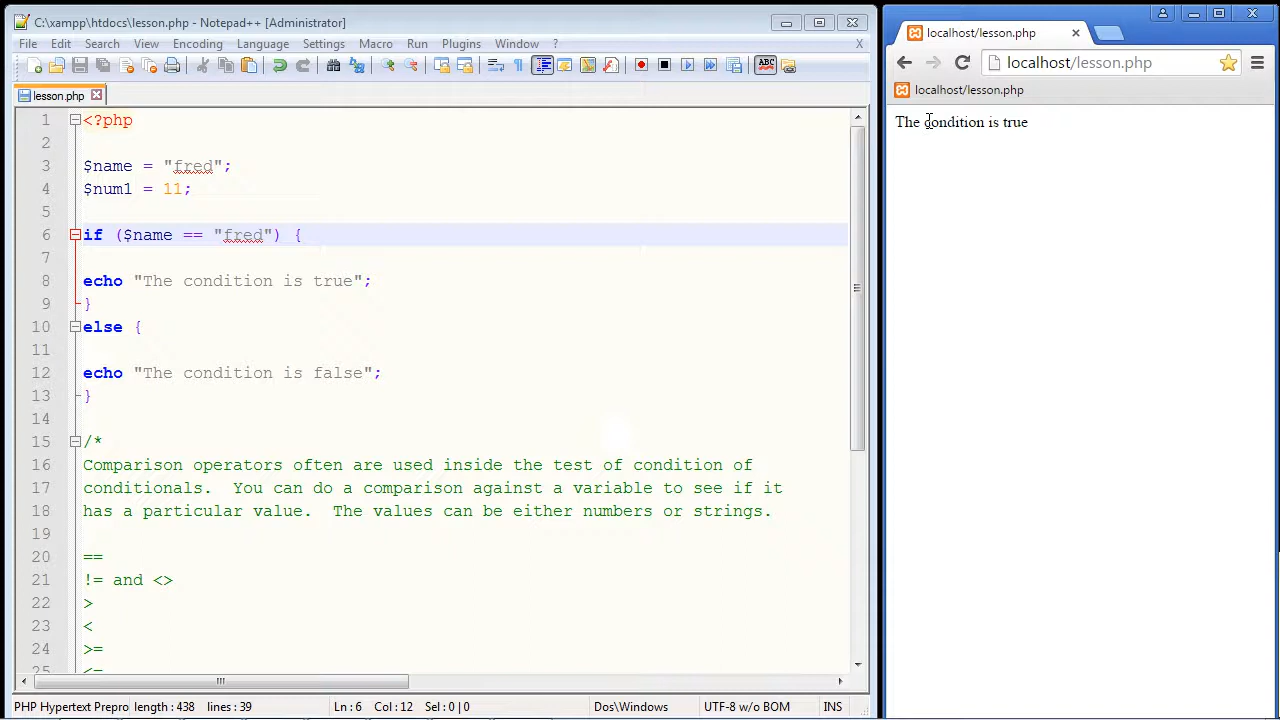 C:\xampp\htdocs\lesson.php - Notepad++ [Administrator]
File Edit Search View Encoding Language Settings Macro Run Plugins Window ? X
ABC
lesson.php
1 <?php
2
3 $name = "fred";
4 $num1 = 11;
5
6 if ($name == "fred") {
7
8 echo "The condition is true";
9 }
10 else {
11
12 echo "The condition is false";
13 }
14
15 /*
16 Comparison operators often are used inside the test of condition of
17 conditionals.  You can do a comparison against a variable to see if it
18 has a particular value.  The values can be either numbers or strings.
19
20 ==
21 != and <>
22 >
23 <
24 >=
25 <=
PHP Hypertext Prepro length : 438 lines : 39 Ln : 6 Col : 12 Sel : 0 | 0 Dos\Windows UTF-8 w/o BOM INS
localhost/lesson.php
localhost/lesson.php
localhost/lesson.php
The condition is true